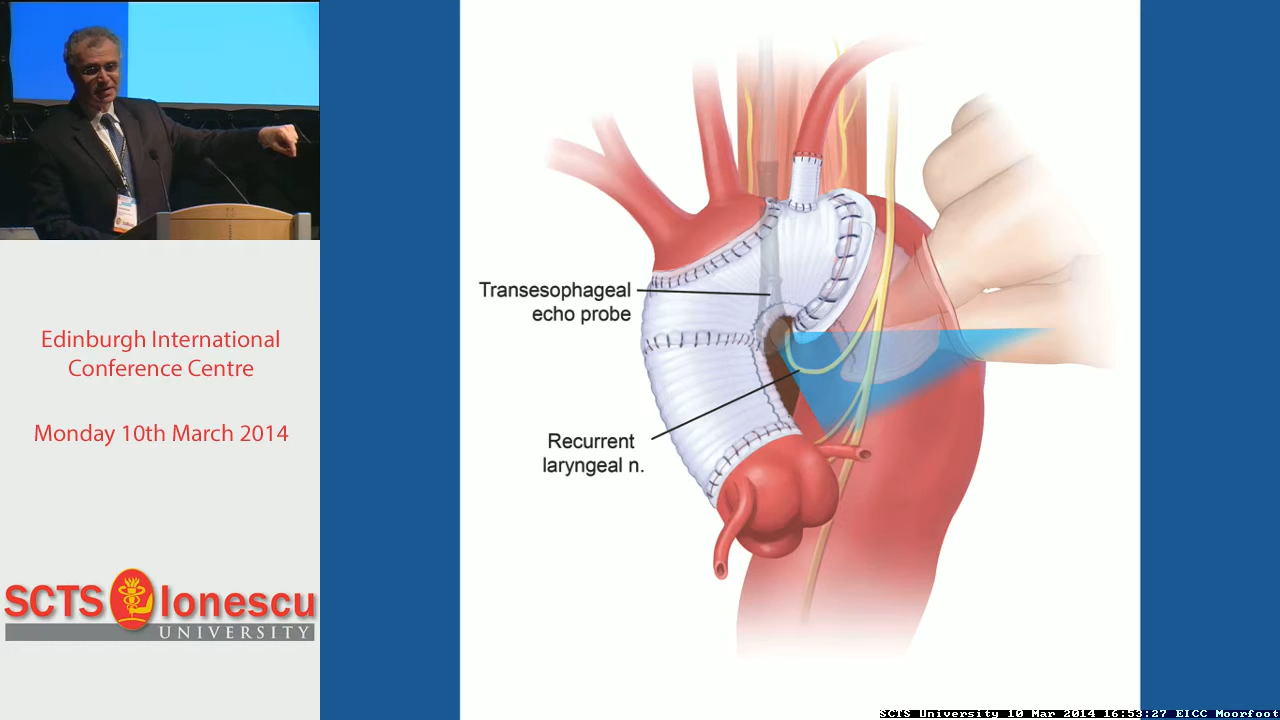 Transesophageal
echo probe
Recurrent
laryngeal n.
Edinburgh International
Conference Centre
Monday 10th March 2014
SCTS Ionescu
UNIVERSITY
SCTS University 10 Mar 2014 16:53:27 EICC Moorfoot